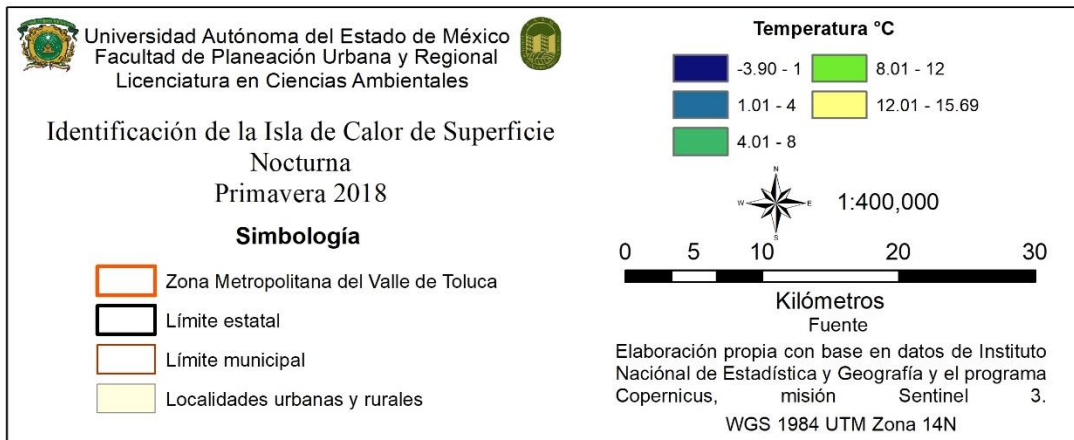 Universidad Autónoma del Estado de México
Facultad de Planeación Urbana y Regional
Licenciatura en Ciencias Ambientales
Identificación de la Isla de Calor de Superficie
Nocturna
Primavera 2018
Simbología
Zona Metropolitana del Valle de Toluca
Límite estatal
Límite municipal
Localidades urbanas y rurales
Temperatura °C
-3.90 - 1
8.01 - 12
1.01 - 4
12.01 - 15.69
4.01 - 8
N
W
E
S
1:400,000
0 5 10 20 30
Kilómetros
Fuente
Elaboración propia con base en datos de Instituto
Naciónal de Estadística y Geografía y el programa
Copernicus, misión Sentinel 3.
WGS 1984 UTM Zona 14N